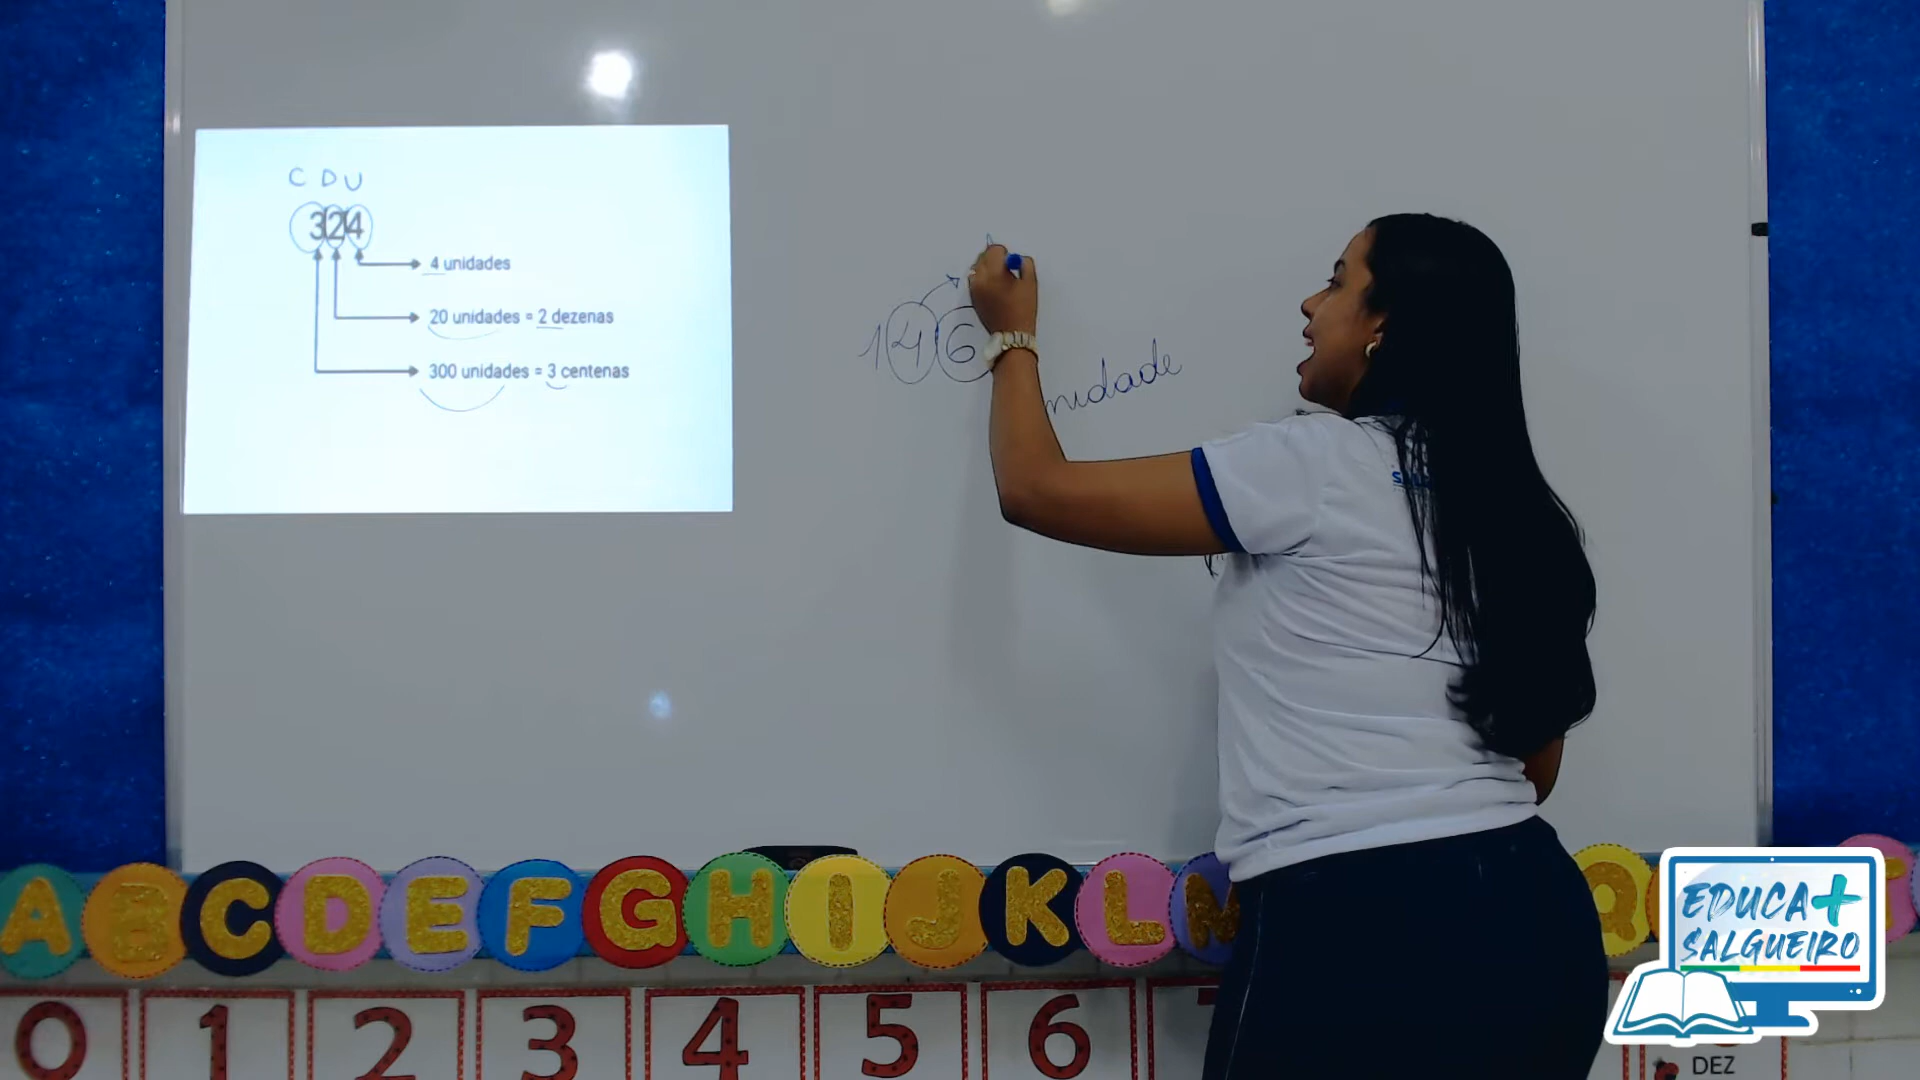 C D U
324
4 unidades
20 unidades = 2 dezenas
300 unidades = 3 centenas
146
nidade
A B C D E F G H I J K L M Q
0 1 2 3 4 5 6
DEZ
EDUCA+
SALGUEIRO